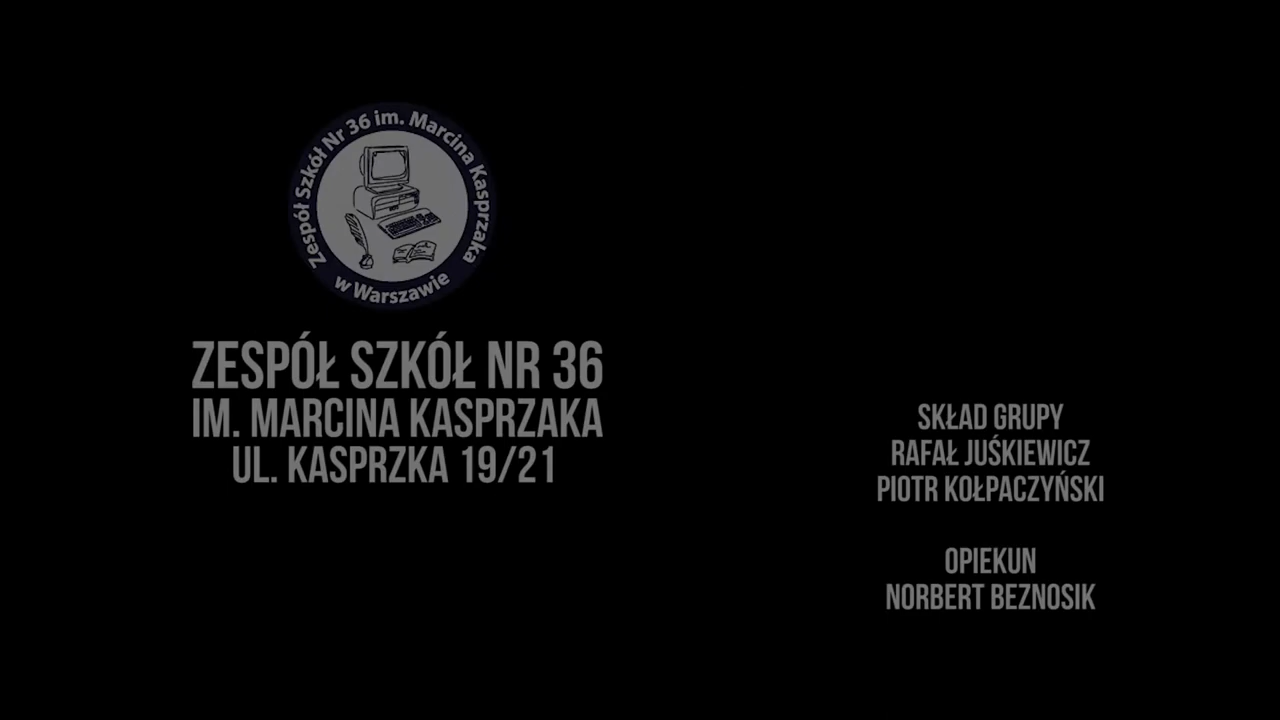 Zespół Szkół Nr 36 im. Marcina Kasprzaka
w Warszawie
ZESPÓŁ SZKÓŁ NR 36
IM. MARCINA KASPRZAKA
UL. KASPRZKA 19/21
SKŁAD GRUPY
RAFAŁ JUŚKIEWICZ
PIOTR KOŁPACZYŃSKI
OPIEKUN
NORBERT BEZNOSIK